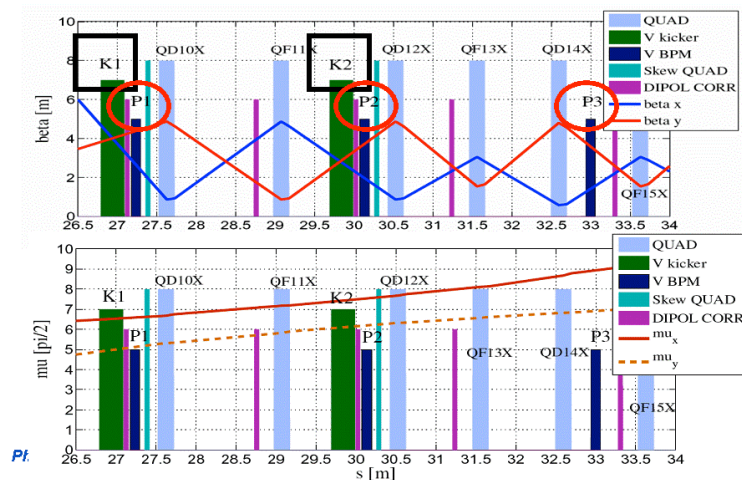 10
8
6
4
2
0
beta [m]
K1
P1
QD10X
QF11X
K2
P2
QD12X
QF13X
QD14X
P3
QF15X
QUAD
V kicker
V BPM
Skew QUAD
DIPOL CORR
beta x
beta y
26.5 27 27.5 28 28.5 29 29.5 30 30.5 31 31.5 32 32.5 33 33.5 34
10
9
8
7
6
5
4
3
2
1
0
mu [pi/2]
K1
P1
QD10X
QF11X
K2
P2
QD12X
QF13X
QD14X
P3
QF15X
QUAD
V kicker
V BPM
Skew QUAD
DIPOL CORR
mu x
mu y
26.5 27 27.5 28 28.5 29 29.5 30 30.5 31 31.5 32 32.5 33 33.5 34
s [m]